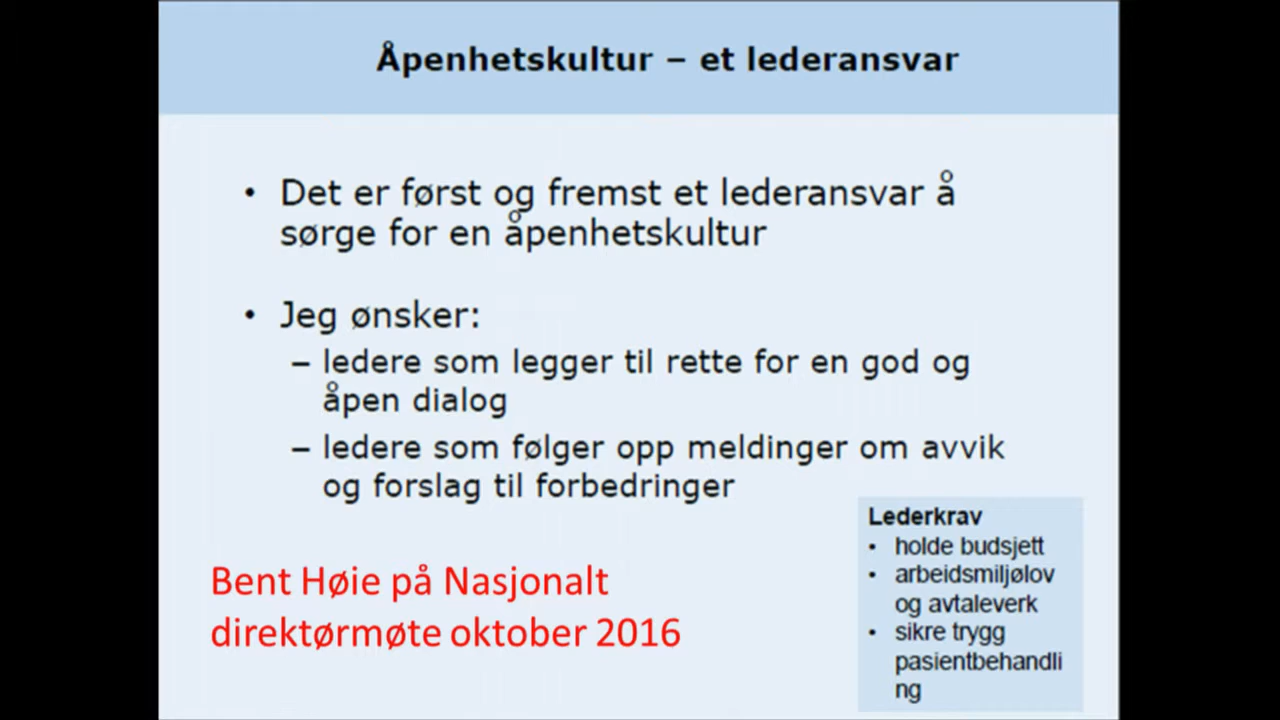 Åpenhetskultur – et lederansvar
• Det er først og fremst et lederansvar å
sørge for en åpenhetskultur
• Jeg ønsker:
– ledere som legger til rette for en god og
åpen dialog
– ledere som følger opp meldinger om avvik
og forslag til forbedringer
Bent Høie på Nasjonalt
direktørmøte oktober 2016
Lederkrav
• holde budsjett
• arbeidsmiljølov
og avtaleverk
• sikre trygg
pasientbehandli
ng